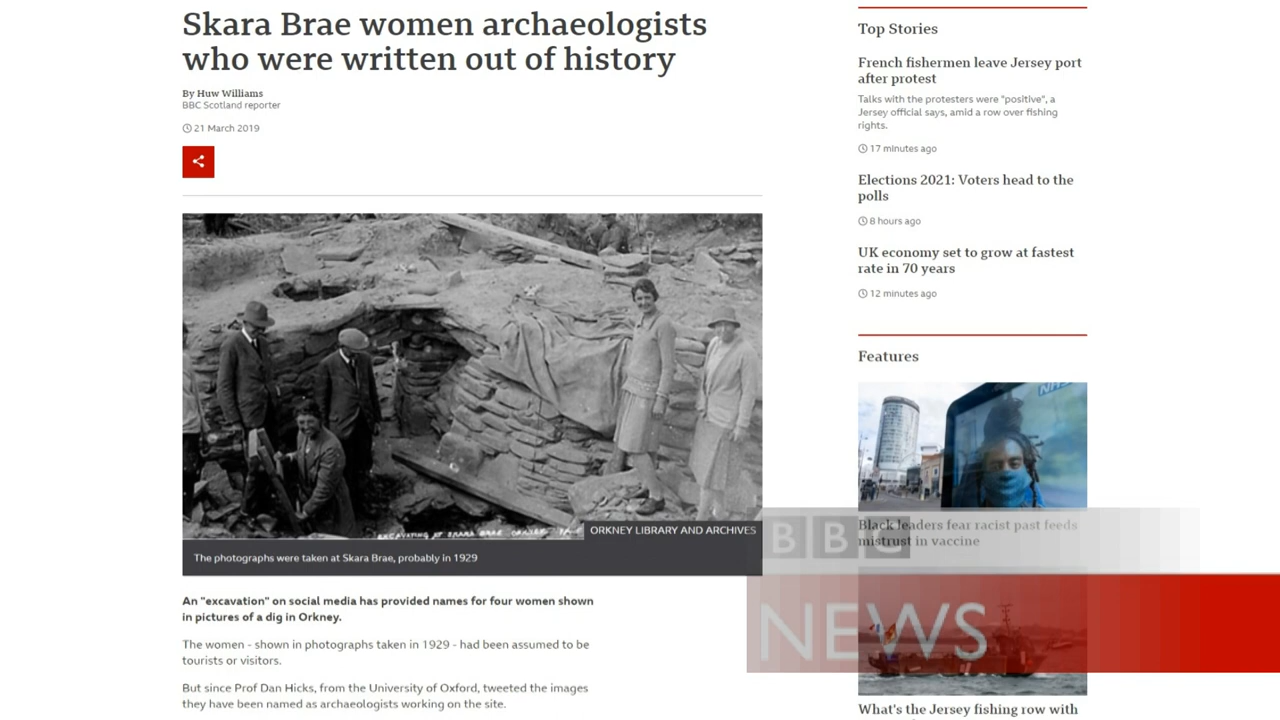 Skara Brae women archaeologists
who were written out of history
By Huw Williams
BBC Scotland reporter
21 March 2019
ORKNEY LIBRARY AND ARCHIVES
The photographs were taken at Skara Brae, probably in 1929
An "excavation" on social media has provided names for four women shown
in pictures of a dig in Orkney.
The women - shown in photographs taken in 1929 - had been assumed to be
tourists or visitors.
But since Prof Dan Hicks, from the University of Oxford, tweeted the images
they have been named as archaeologists working on the site.
Top Stories
French fishermen leave Jersey port
after protest
Talks with the protesters were "positive", a
Jersey official says, amid a row over fishing
rights.
17 minutes ago
Elections 2021: Voters head to the
polls
8 hours ago
UK economy set to grow at fastest
rate in 70 years
12 minutes ago
Features
NHS
Black leaders fear racist past feeds
mistrust in vaccine
BBC
NEWS
What's the Jersey fishing row with